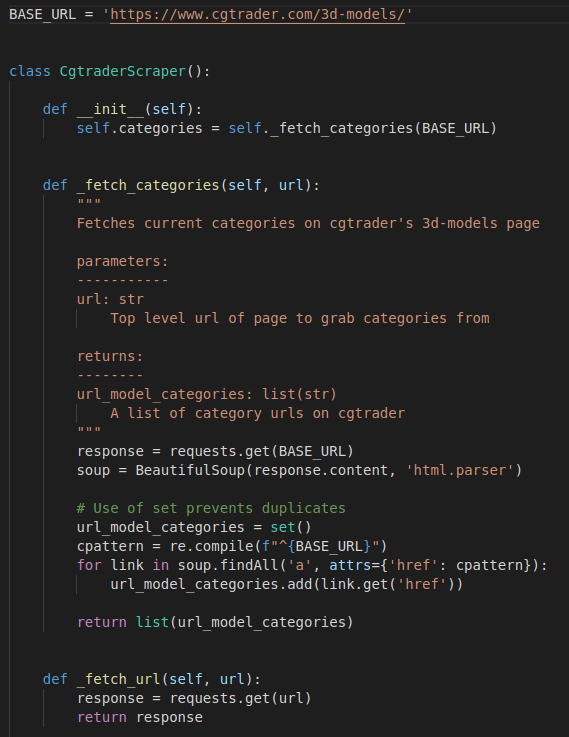 BASE_URL = 'https://www.cgtrader.com/3d-models/'
class CgtraderScraper():
    def __init__(self):
        self.categories = self._fetch_categories(BASE_URL)
    def _fetch_categories(self, url):
        """
        Fetches current categories on cgtrader's 3d-models page
        parameters:
        -----------
        url: str
            Top level url of page to grab categories from
        returns:
        --------
        url_model_categories: list(str)
            A list of category urls on cgtrader
        """
        response = requests.get(BASE_URL)
        soup = BeautifulSoup(response.content, 'html.parser')
        # Use of set prevents duplicates
        url_model_categories = set()
        cpattern = re.compile(f"^{BASE_URL}")
        for link in soup.findAll('a', attrs={'href': cpattern}):
            url_model_categories.add(link.get('href'))
        return list(url_model_categories)
    def _fetch_url(self, url):
        response = requests.get(url)
        return response